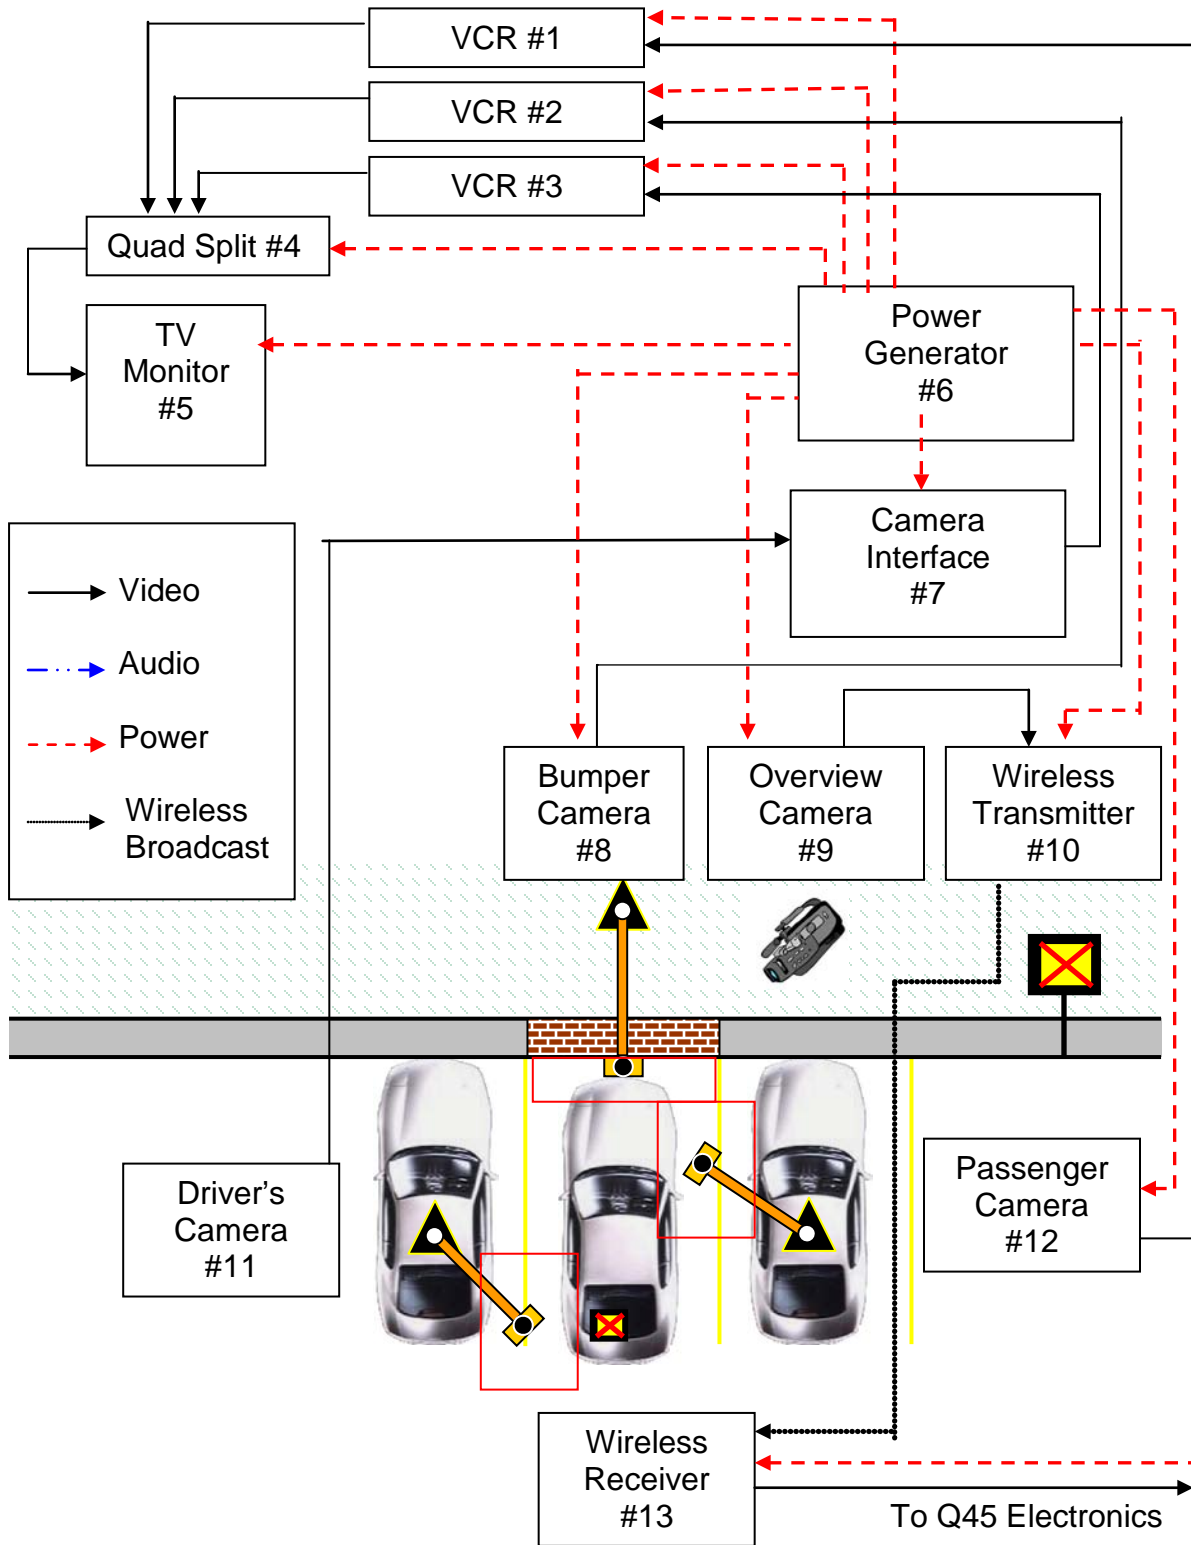 VCR #1
VCR #2
VCR #3
Quad Split #4
TV
Monitor
#5
Power
Generator
#6
Camera
Interface
#7
Video
Audio
Power
Wireless
Broadcast
Bumper
Camera
#8
Overview
Camera
#9
Wireless
Transmitter
#10
Driver’s
Camera
#11
Passenger
Camera
#12
Wireless
Receiver
#13
To Q45 Electronics